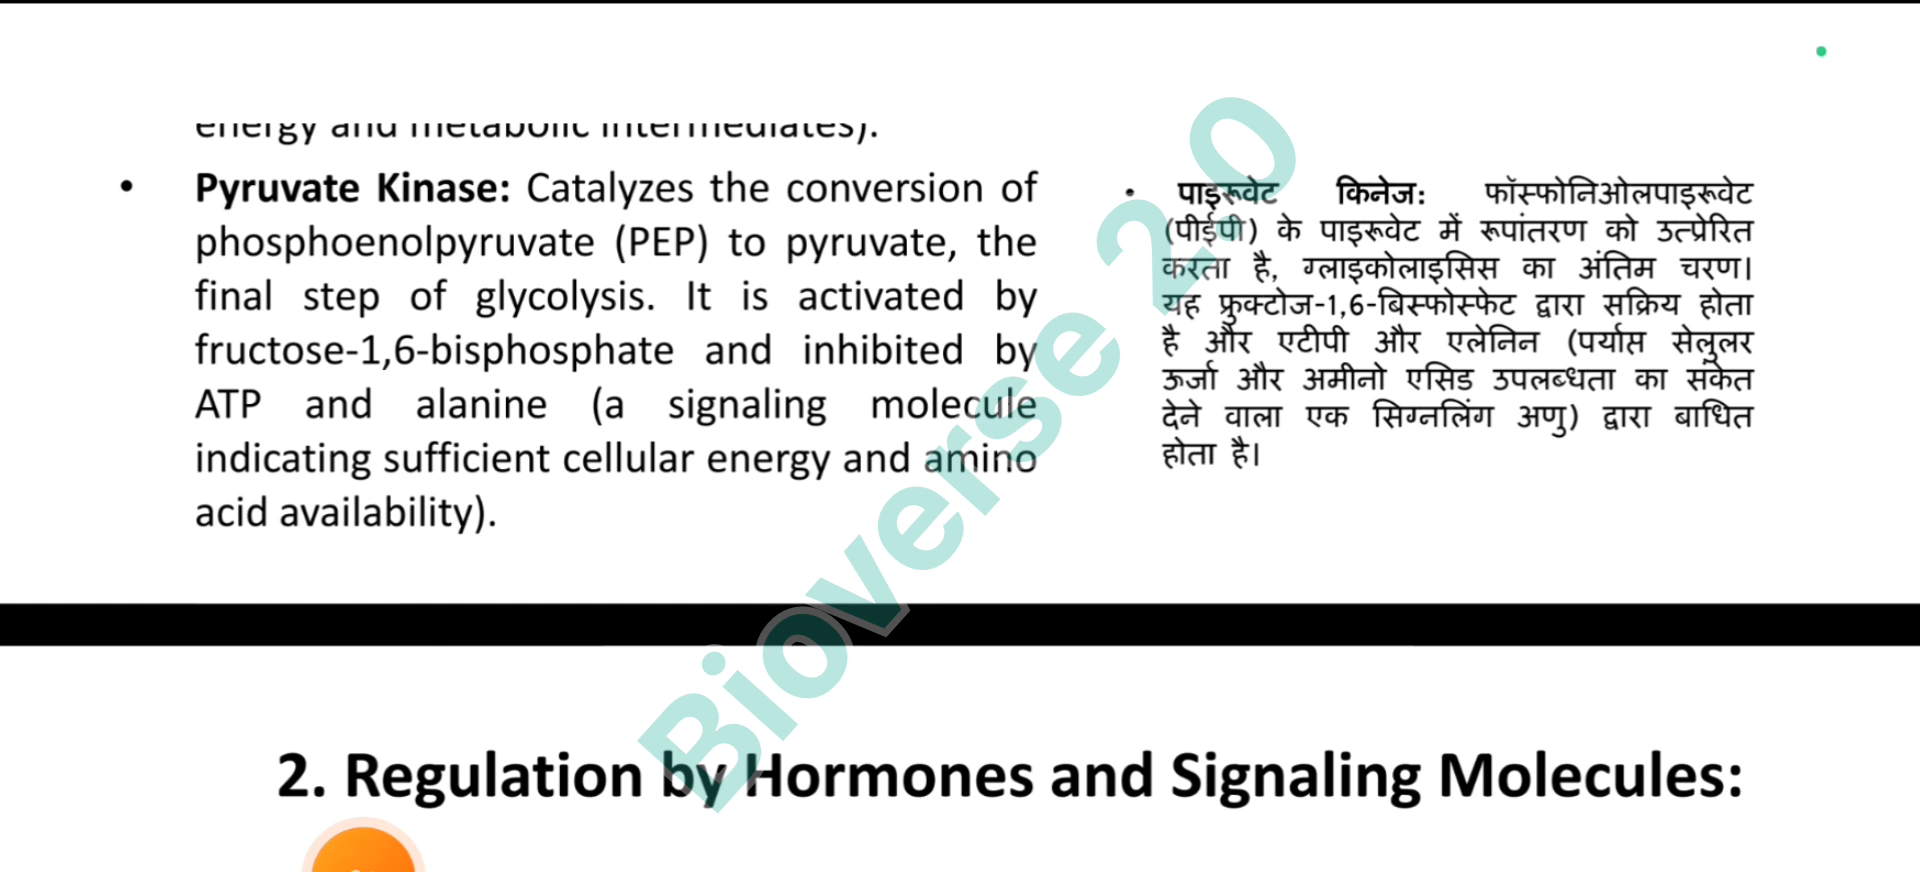 energy and metabolic intermediates).
• Pyruvate Kinase: Catalyzes the conversion of
phosphoenolpyruvate (PEP) to pyruvate, the
final step of glycolysis. It is activated by
fructose-1,6-bisphosphate and inhibited by
ATP and alanine (a signaling molecule
indicating sufficient cellular energy and amino
acid availability).
• पाइरूवेट किनेज: फॉस्फोनिओलपाइरूवेट
(पीईपी) के पाइरूवेट में रूपांतरण को उत्प्रेरित
करता है, ग्लाइकोलाइसिस का अंतिम चरण।
यह फ्रुक्टोज-1,6-बिस्फोस्फेट द्वारा सक्रिय होता
है और एटीपी और एलेनिन (पर्याप्त सेलुलर
ऊर्जा और अमीनो एसिड उपलब्धता का संकेत
देने वाला एक सिग्नलिंग अणु) द्वारा बाधित
होता है।
Bioverse 2.0
2. Regulation by Hormones and Signaling Molecules: